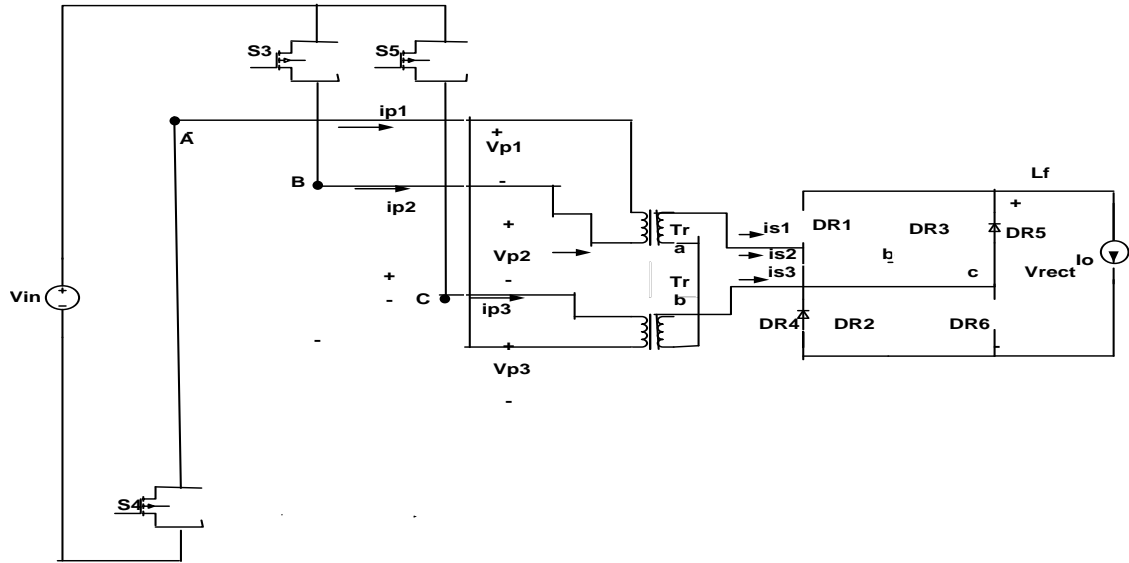 S3
S5
ip1
A
+
Vp1
-
B
ip2
Lf
+
is1
DR1
DR3
DR5
Tr
a
+
Vp2
-
is2
b
Io
Vrect
is3
c
Tr
b
+
-
C
ip3
Vin
+
-
DR4
DR2
DR6
-
-
+
Vp3
-
S4